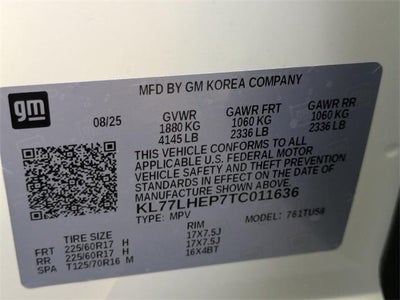 MFD BY GM KOREA COMPANY
gm
08/25
GVWR GAWR FRT GAWR RR
1880 KG 1060 KG 1060 KG
4145 LB 2336 LB 2336 LB
THIS VEHICLE CONFORMS TO ALL
APPLICABLE U.S. FEDERAL MOTOR
VEHICLE SAFETY AND THEFT PREVENTION
STANDARDS IN EFFECT ON THE DATE OF
MANUFACTURE SHOWN ABOVE.
KL77LHEP7TC011636
TYPE: MPV MODEL: 761TU58
TIRE SIZE RIM
FRT 225/60R17 H 17X7.5J
RR 225/60R17 H 17X7.5J
SPA T125/70R16 M 16X4BT